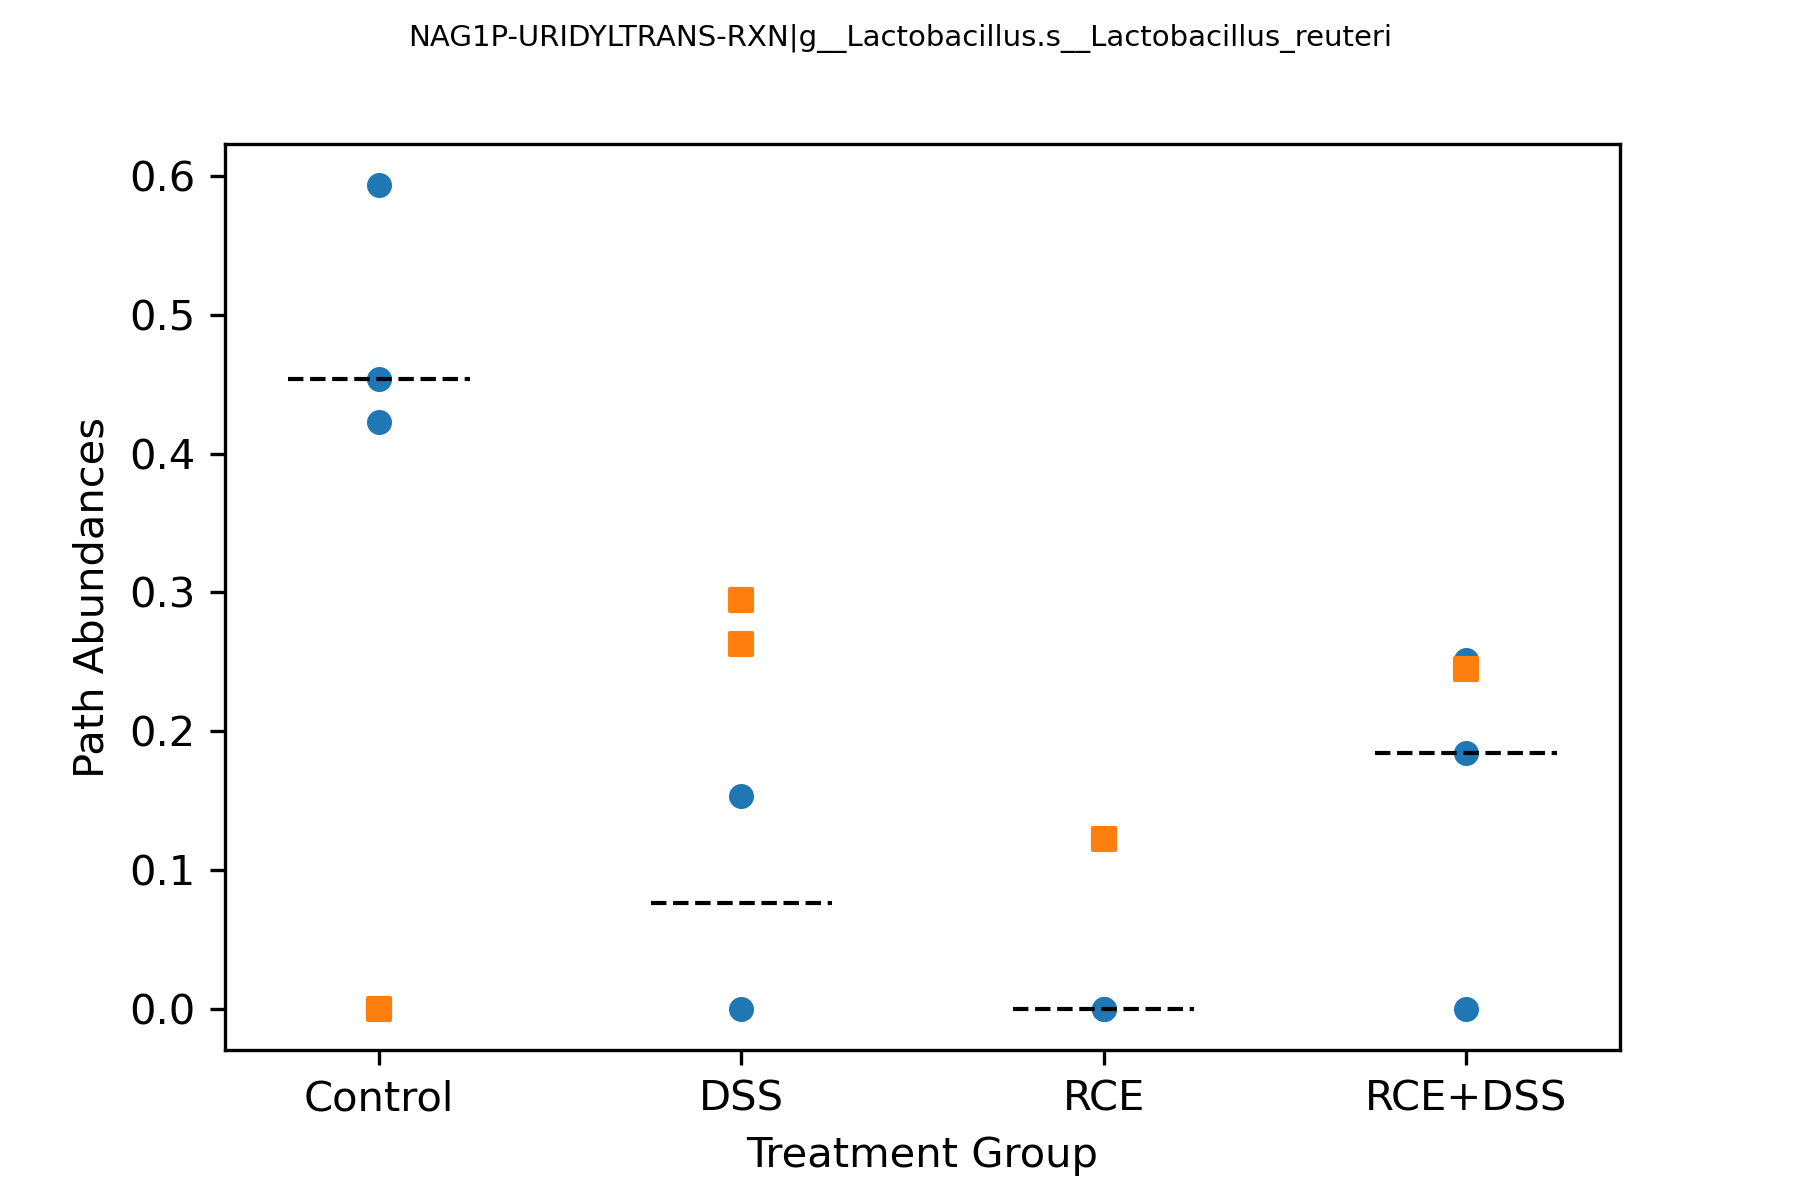 NAG1P-URIDYLTRANS-RXN|g__Lactobacillus.s__Lactobacillus_reuteri
0.6
0.5
0.4
0.3
0.2
0.1
0.0
Path Abundances
Control DSS RCE RCE+DSS
Treatment Group